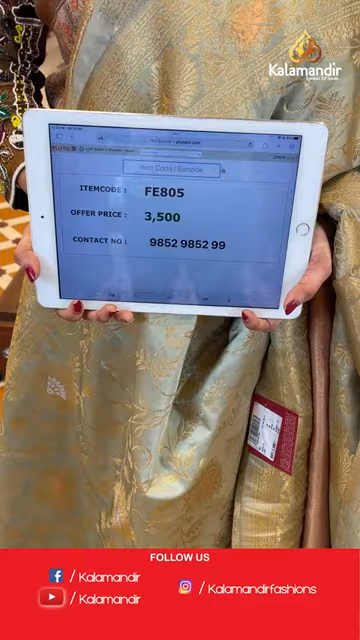 Kalamandir
Item Code / Barcode
ITEMCODE : FE805
OFFER PRICE : 3,500
CONTACT NO : 9852 9852 99
FOLLOW US
/ Kalamandir
/ Kalamandirfashions
/ Kalamandir